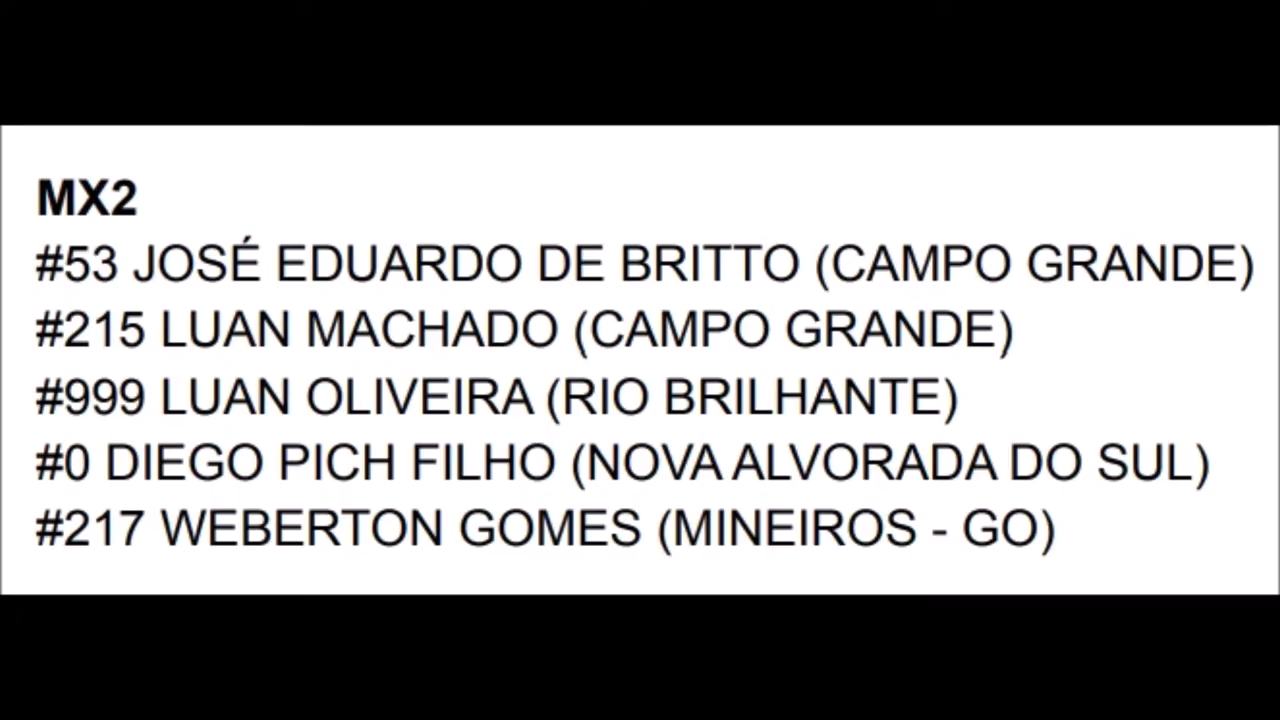 MX2
#53 JOSÉ EDUARDO DE BRITTO (CAMPO GRANDE)
#215 LUAN MACHADO (CAMPO GRANDE)
#999 LUAN OLIVEIRA (RIO BRILHANTE)
#0 DIEGO PICH FILHO (NOVA ALVORADA DO SUL)
#217 WEBERTON GOMES (MINEIROS - GO)